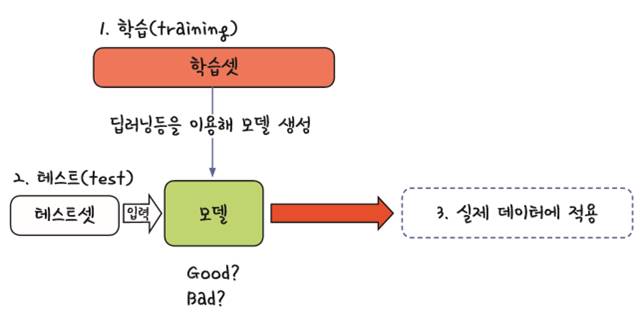 1. 학습(training)
학습셋
딥러닝등을 이용해 모델 생성
2. 테스트(test)
테스트셋
입력
모델
3. 실제 데이터에 적용
Good?
Bad?